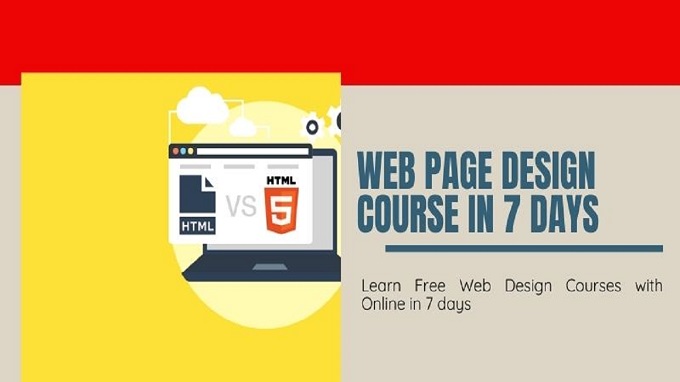 HTML
VS
HTML
5
WEB PAGE DESIGN
COURSE IN 7 DAYS
Learn Free Web Design Courses with
Online in 7 days